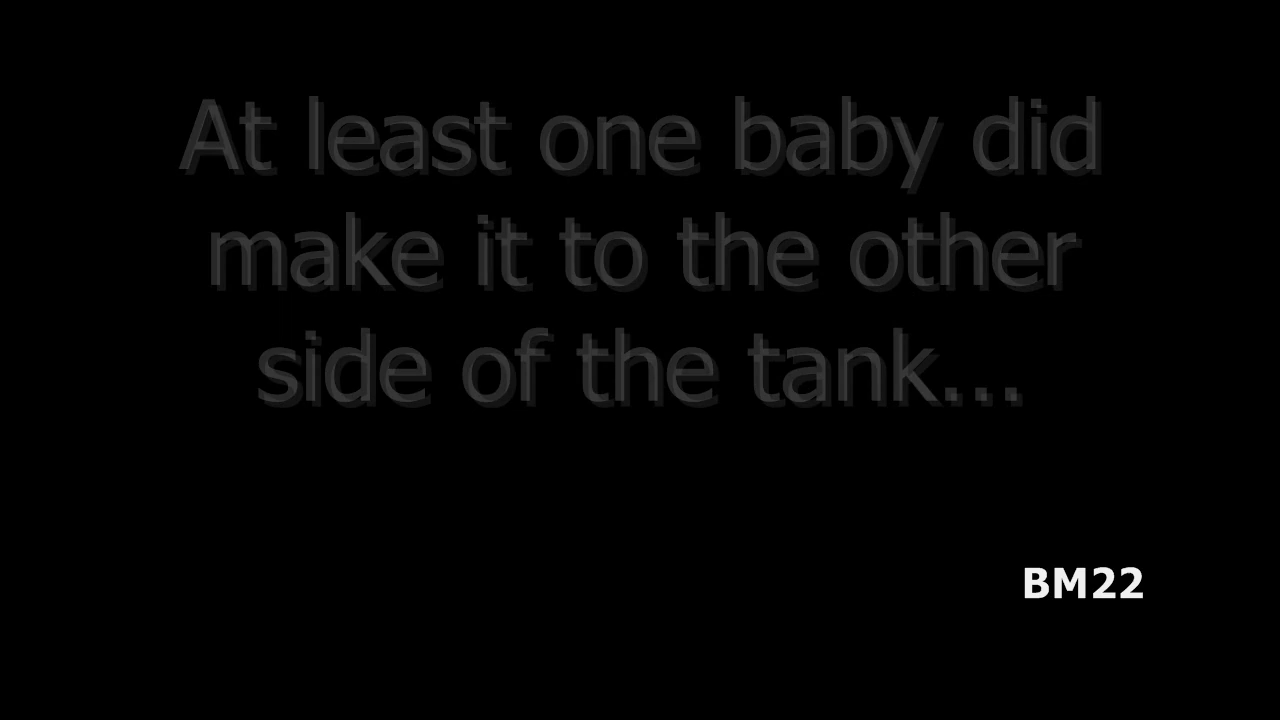 At least one baby did
make it to the other
side of the tank...
BM22